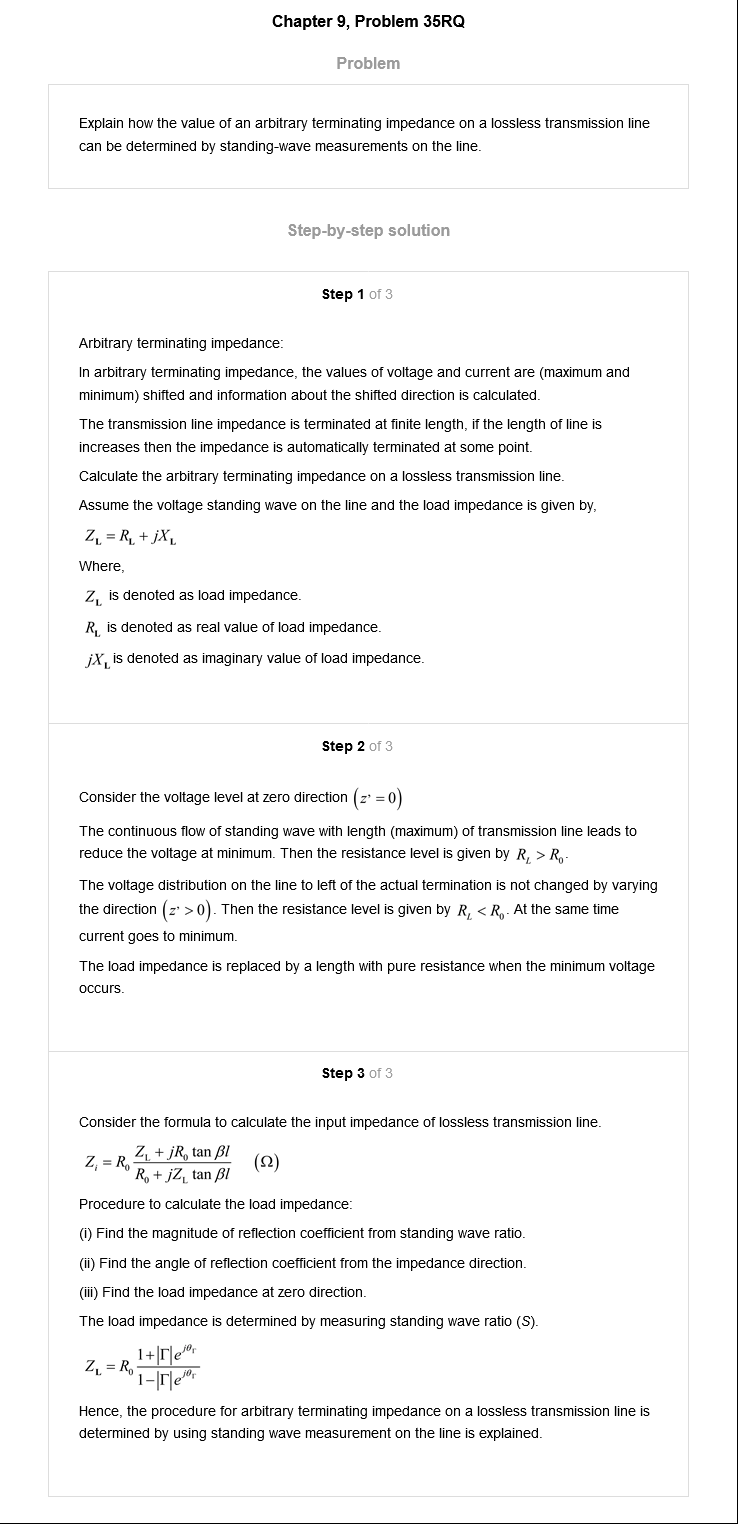 Chapter 9, Problem 35RQ
Problem
Explain how the value of an arbitrary terminating impedance on a lossless transmission line
can be determined by standing-wave measurements on the line.
Step-by-step solution
Step 1 of 3
Arbitrary terminating impedance:
In arbitrary terminating impedance, the values of voltage and current are (maximum and
minimum) shifted and information about the shifted direction is calculated.
The transmission line impedance is terminated at finite length, if the length of line is
increases then the impedance is automatically terminated at some point.
Calculate the arbitrary terminating impedance on a lossless transmission line.
Assume the voltage standing wave on the line and the load impedance is given by,
Z_L = R_L + jX_L
Where,
Z_L is denoted as load impedance.
R_L is denoted as real value of load impedance.
jX_L is denoted as imaginary value of load impedance.
Step 2 of 3
Consider the voltage level at zero direction (z' = 0)
The continuous flow of standing wave with length (maximum) of transmission line leads to
reduce the voltage at minimum. Then the resistance level is given by R_L > R_0.
The voltage distribution on the line to left of the actual termination is not changed by varying
the direction (z' > 0). Then the resistance level is given by R_L < R_0. At the same time
current goes to minimum.
The load impedance is replaced by a length with pure resistance when the minimum voltage
occurs.
Step 3 of 3
Consider the formula to calculate the input impedance of lossless transmission line.
Z_i = R_0 (Z_L + jR_0 tan βl)/(R_0 + jZ_L tan βl) (Ω)
Procedure to calculate the load impedance:
(i) Find the magnitude of reflection coefficient from standing wave ratio.
(ii) Find the angle of reflection coefficient from the impedance direction.
(iii) Find the load impedance at zero direction.
The load impedance is determined by measuring standing wave ratio (S).
Z_L = R_0 (1+|Γ|e^{jθ_Γ})/(1−|Γ|e^{jθ_Γ})
Hence, the procedure for arbitrary terminating impedance on a lossless transmission line is
determined by using standing wave measurement on the line is explained.